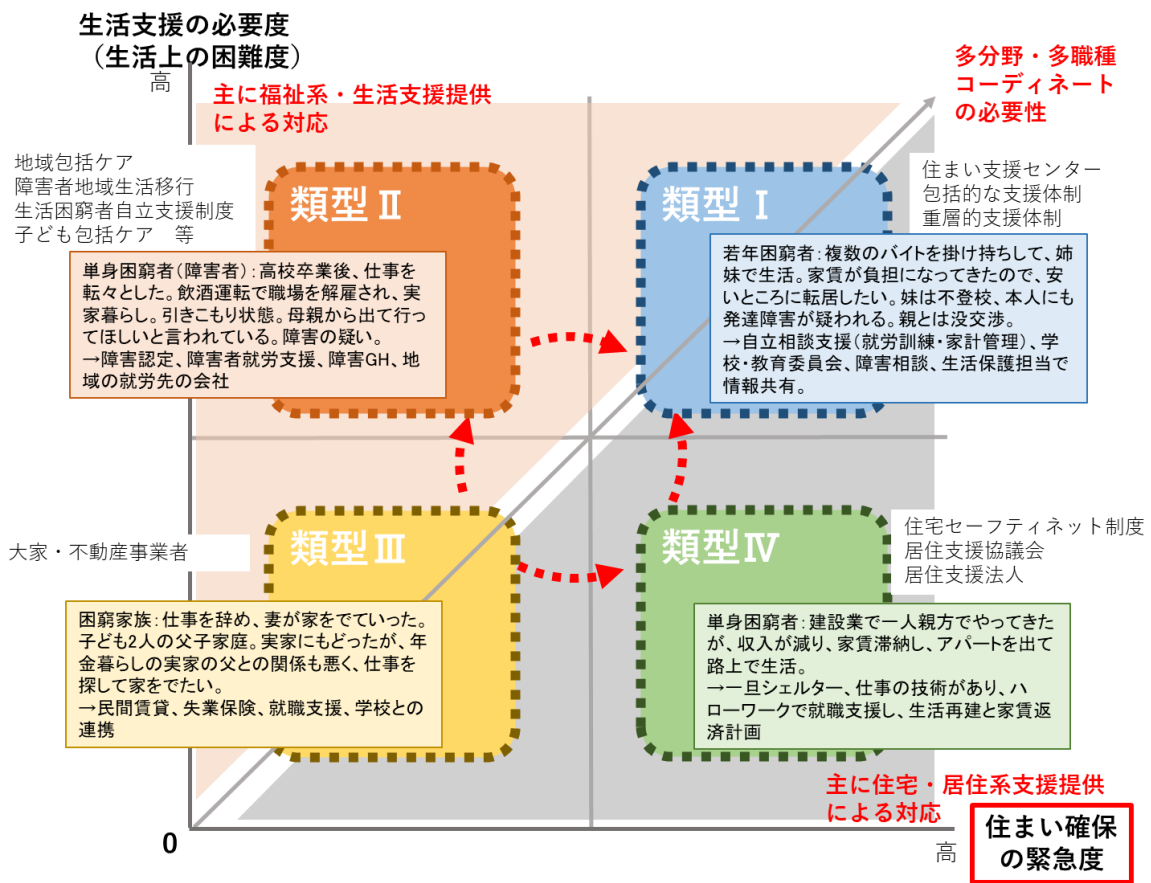 生活支援の必要度
（生活上の困難度）
高
主に福祉系・生活支援提供
による対応
多分野・多職種
コーディネート
の必要性
地域包括ケア
障害者地域生活移行
生活困窮者自立支援制度
子ども包括ケア　等
類型Ⅱ
単身困窮者（障害者）：高校卒業後、仕事を
転々とした。飲酒運転で職場を解雇され、実
家暮らし。引きこもり状態。母親から出て行っ
てほしいと言われている。障害の疑い。
→障害認定、障害者就労支援、障害GH、地
域の就労先の会社
類型Ⅰ
住まい支援センター
包括的な支援体制
重層的支援体制
若年困窮者：複数のバイトを掛け持ちして、姉
妹で生活。家賃が負担になってきたので、安
いところに転居したい。妹は不登校、本人にも
発達障害が疑われる。親とは没交渉。
→自立相談支援（就労訓練・家計管理）、学
校・教育委員会、障害相談、生活保護担当で
情報共有。
大家・不動産事業者
類型Ⅲ
困窮家族：仕事を辞め、妻が家をでていった。
子ども2人の父子家庭。実家にもどったが、年
金暮らしの実家の父との関係も悪く、仕事を
探して家をでたい。
→民間賃貸、失業保険、就職支援、学校との
連携
類型Ⅳ
住宅セーフティネット制度
居住支援協議会
居住支援法人
単身困窮者：建設業で一人親方でやってきた
が、収入が減り、家賃滞納し、アパートを出て
路上で生活。
→一旦シェルター、仕事の技術があり、ハ
ローワークで就職支援し、生活再建と家賃返
済計画
主に住宅・居住系支援提供
による対応
0
高
住まい確保
の緊急度